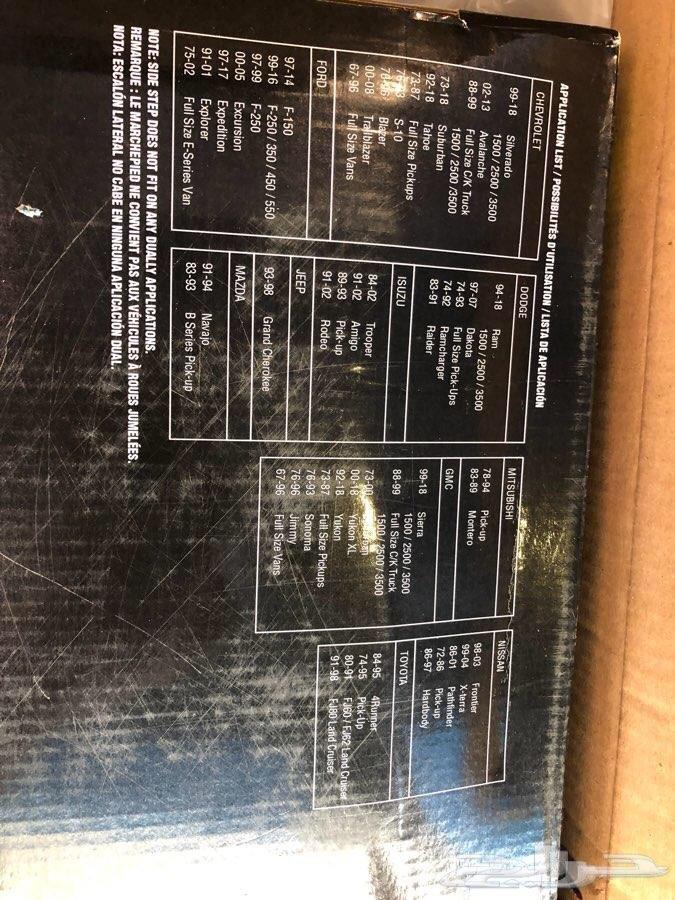 APPLICATION LIST / POSSIBILITÉS D'UTILISATION / LISTA DE APLICACIÓN
CHEVROLET
99-18 Silverado
1500 / 2500 / 3500
02-13 Avalanche
88-99 Full Size C/K Truck
1500 / 2500 /3500
73-18 Suburban
92-18 Tahoe
73-87 Full Size Pickups
S-10
Blazer
00-08 Trailblazer
67-96 Full Size Vans
FORD
97-14 F-150
99-16 F-250 / 350 / 450 / 550
97-99 F-250
00-05 Excursion
97-17 Expedition
91-01 Explorer
75-02 Full Size E-Series Van
DODGE
94-18 Ram
1500 / 2500 / 3500
97-07 Dakota
74-93 Full Size Pick-Ups
74-92 Ramcharger
83-91 Raider
ISUZU
84-02 Trooper
91-02 Amigo
89-93 Pick-up
91-02 Rodeo
JEEP
93-98 Grand Cherokee
MAZDA
91-94 Navajo
83-93 B Series Pick-up
MITSUBISHI
78-94 Pick-up
83-89 Montero
GMC
99-18 Sierra
1500 / 2500 / 3500
88-99 Full Size C/K Truck
1500 / 2500 / 3500
00-18 Yukon XL
92-18 Yukon
73-87 Full Size Pickups
76-93 Sonoma
76-96 Jimmy
67-96 Full Size Vans
NISSAN
98-03 Frontier
99-04 X-terra
86-01 Pathfinder
72-86 Pick-up
86-97 Hardbody
TOYOTA
84-95 4Runner
74-95 Pick-Up
80-91 FJ60 / FJ62 Land Cruiser
91-98 FJ80 Land Cruiser
NOTE: SIDE STEP DOES NOT FIT ON ANY DUALLY APPLICATIONS.
REMARQUE : LE MARCHEPIED NE CONVIENT PAS AUX VÉHICULES À ROUES JUMELÉES.
NOTA: ESCALÓN LATERAL NO CABE EN NINGUNA APLICACIÓN DUAL.
حراج